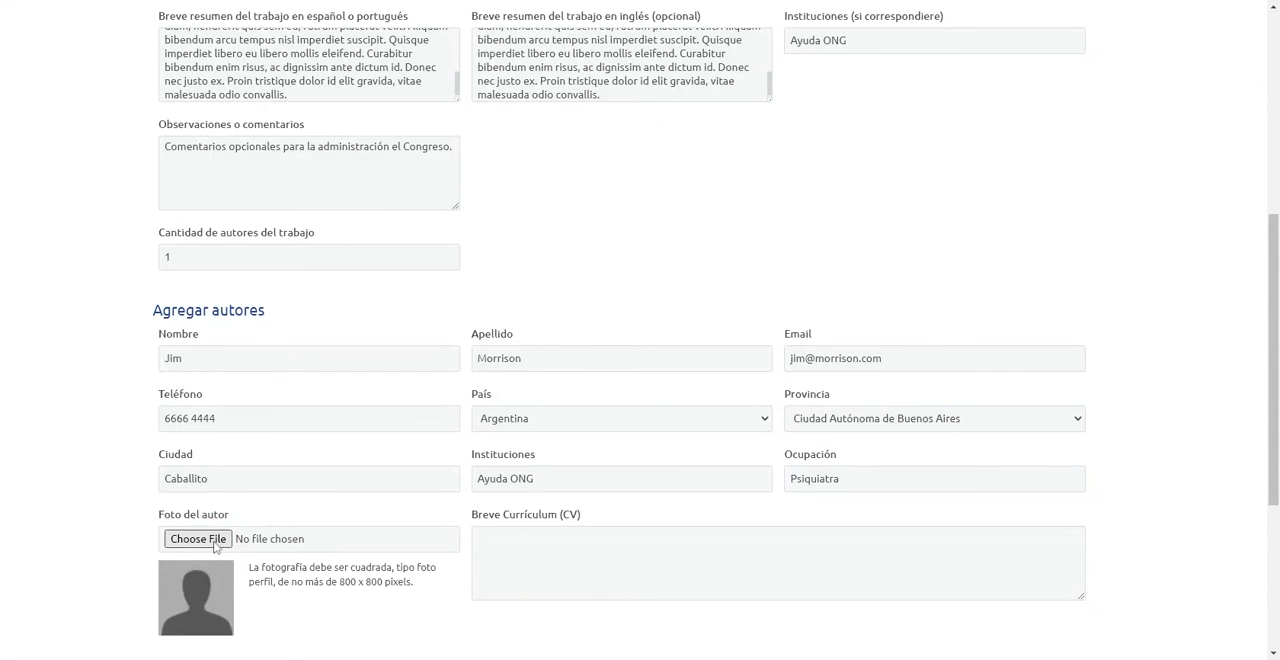 Breve resumen del trabajo en español o portugués
Breve resumen del trabajo en inglés (opcional)
Instituciones (si correspondiere)
bibendum arcu tempus nisl imperdiet suscipit. Quisque
imperdiet libero eu libero mollis eleifend. Curabitur
bibendum enim risus, ac dignissim ante dictum id. Donec
nec justo ex. Proin tristique dolor id elit gravida, vitae
malesuada odio convallis.
bibendum arcu tempus nisl imperdiet suscipit. Quisque
imperdiet libero eu libero mollis eleifend. Curabitur
bibendum enim risus, ac dignissim ante dictum id. Donec
nec justo ex. Proin tristique dolor id elit gravida, vitae
malesuada odio convallis.
Ayuda ONG
Observaciones o comentarios
Comentarios opcionales para la administración el Congreso.
Cantidad de autores del trabajo
1
Agregar autores
Nombre
Apellido
Email
Jim
Morrison
jim@morrison.com
Teléfono
País
Provincia
6666 4444
Argentina
Ciudad Autónoma de Buenos Aires
Ciudad
Instituciones
Ocupación
Caballito
Ayuda ONG
Psiquiatra
Foto del autor
Breve Currículum (CV)
Choose File No file chosen
La fotografía debe ser cuadrada, tipo foto
perfil, de no más de 800 x 800 pixels.